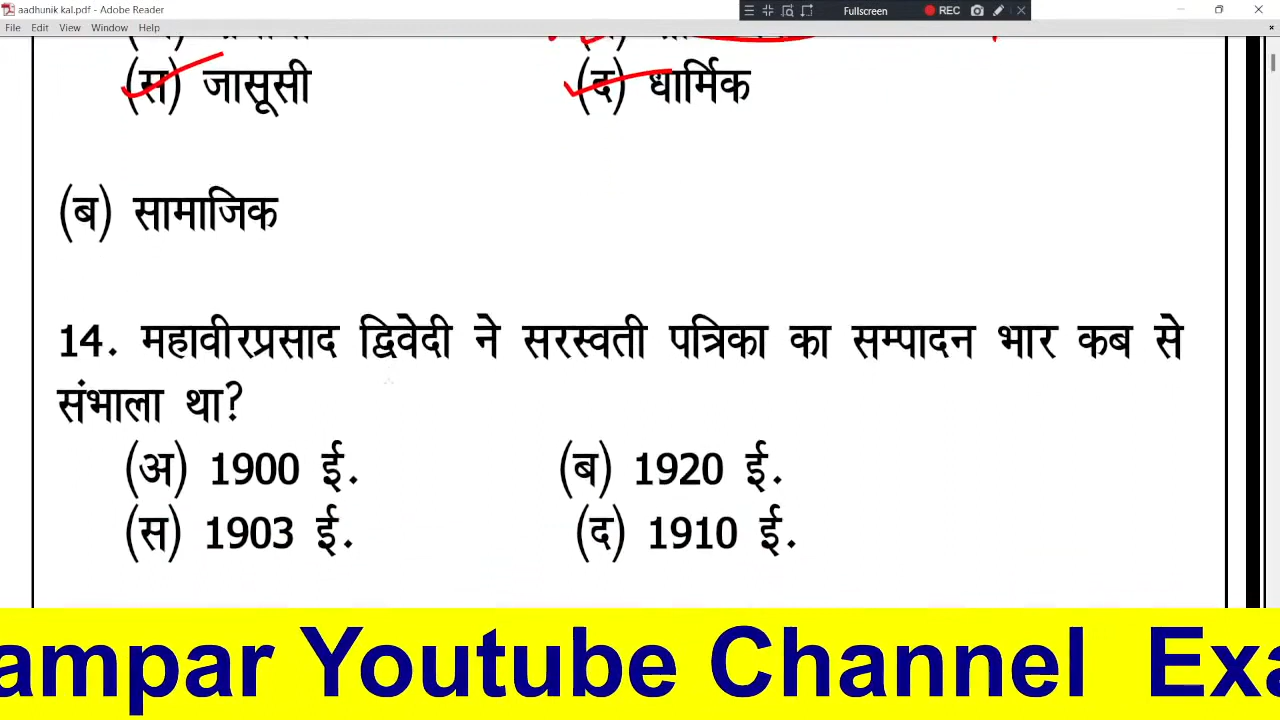 aadhunik kal.pdf - Adobe Reader
Fullscreen REC
File Edit View Window Help
(स) जासूसी (द) धार्मिक
(ब) सामाजिक
14. महावीरप्रसाद द्विवेदी ने सरस्वती पत्रिका का सम्पादन भार कब से
संभाला था?
(अ) 1900 ई. (ब) 1920 ई.
(स) 1903 ई. (द) 1910 ई.
ampar Youtube Channel Exa